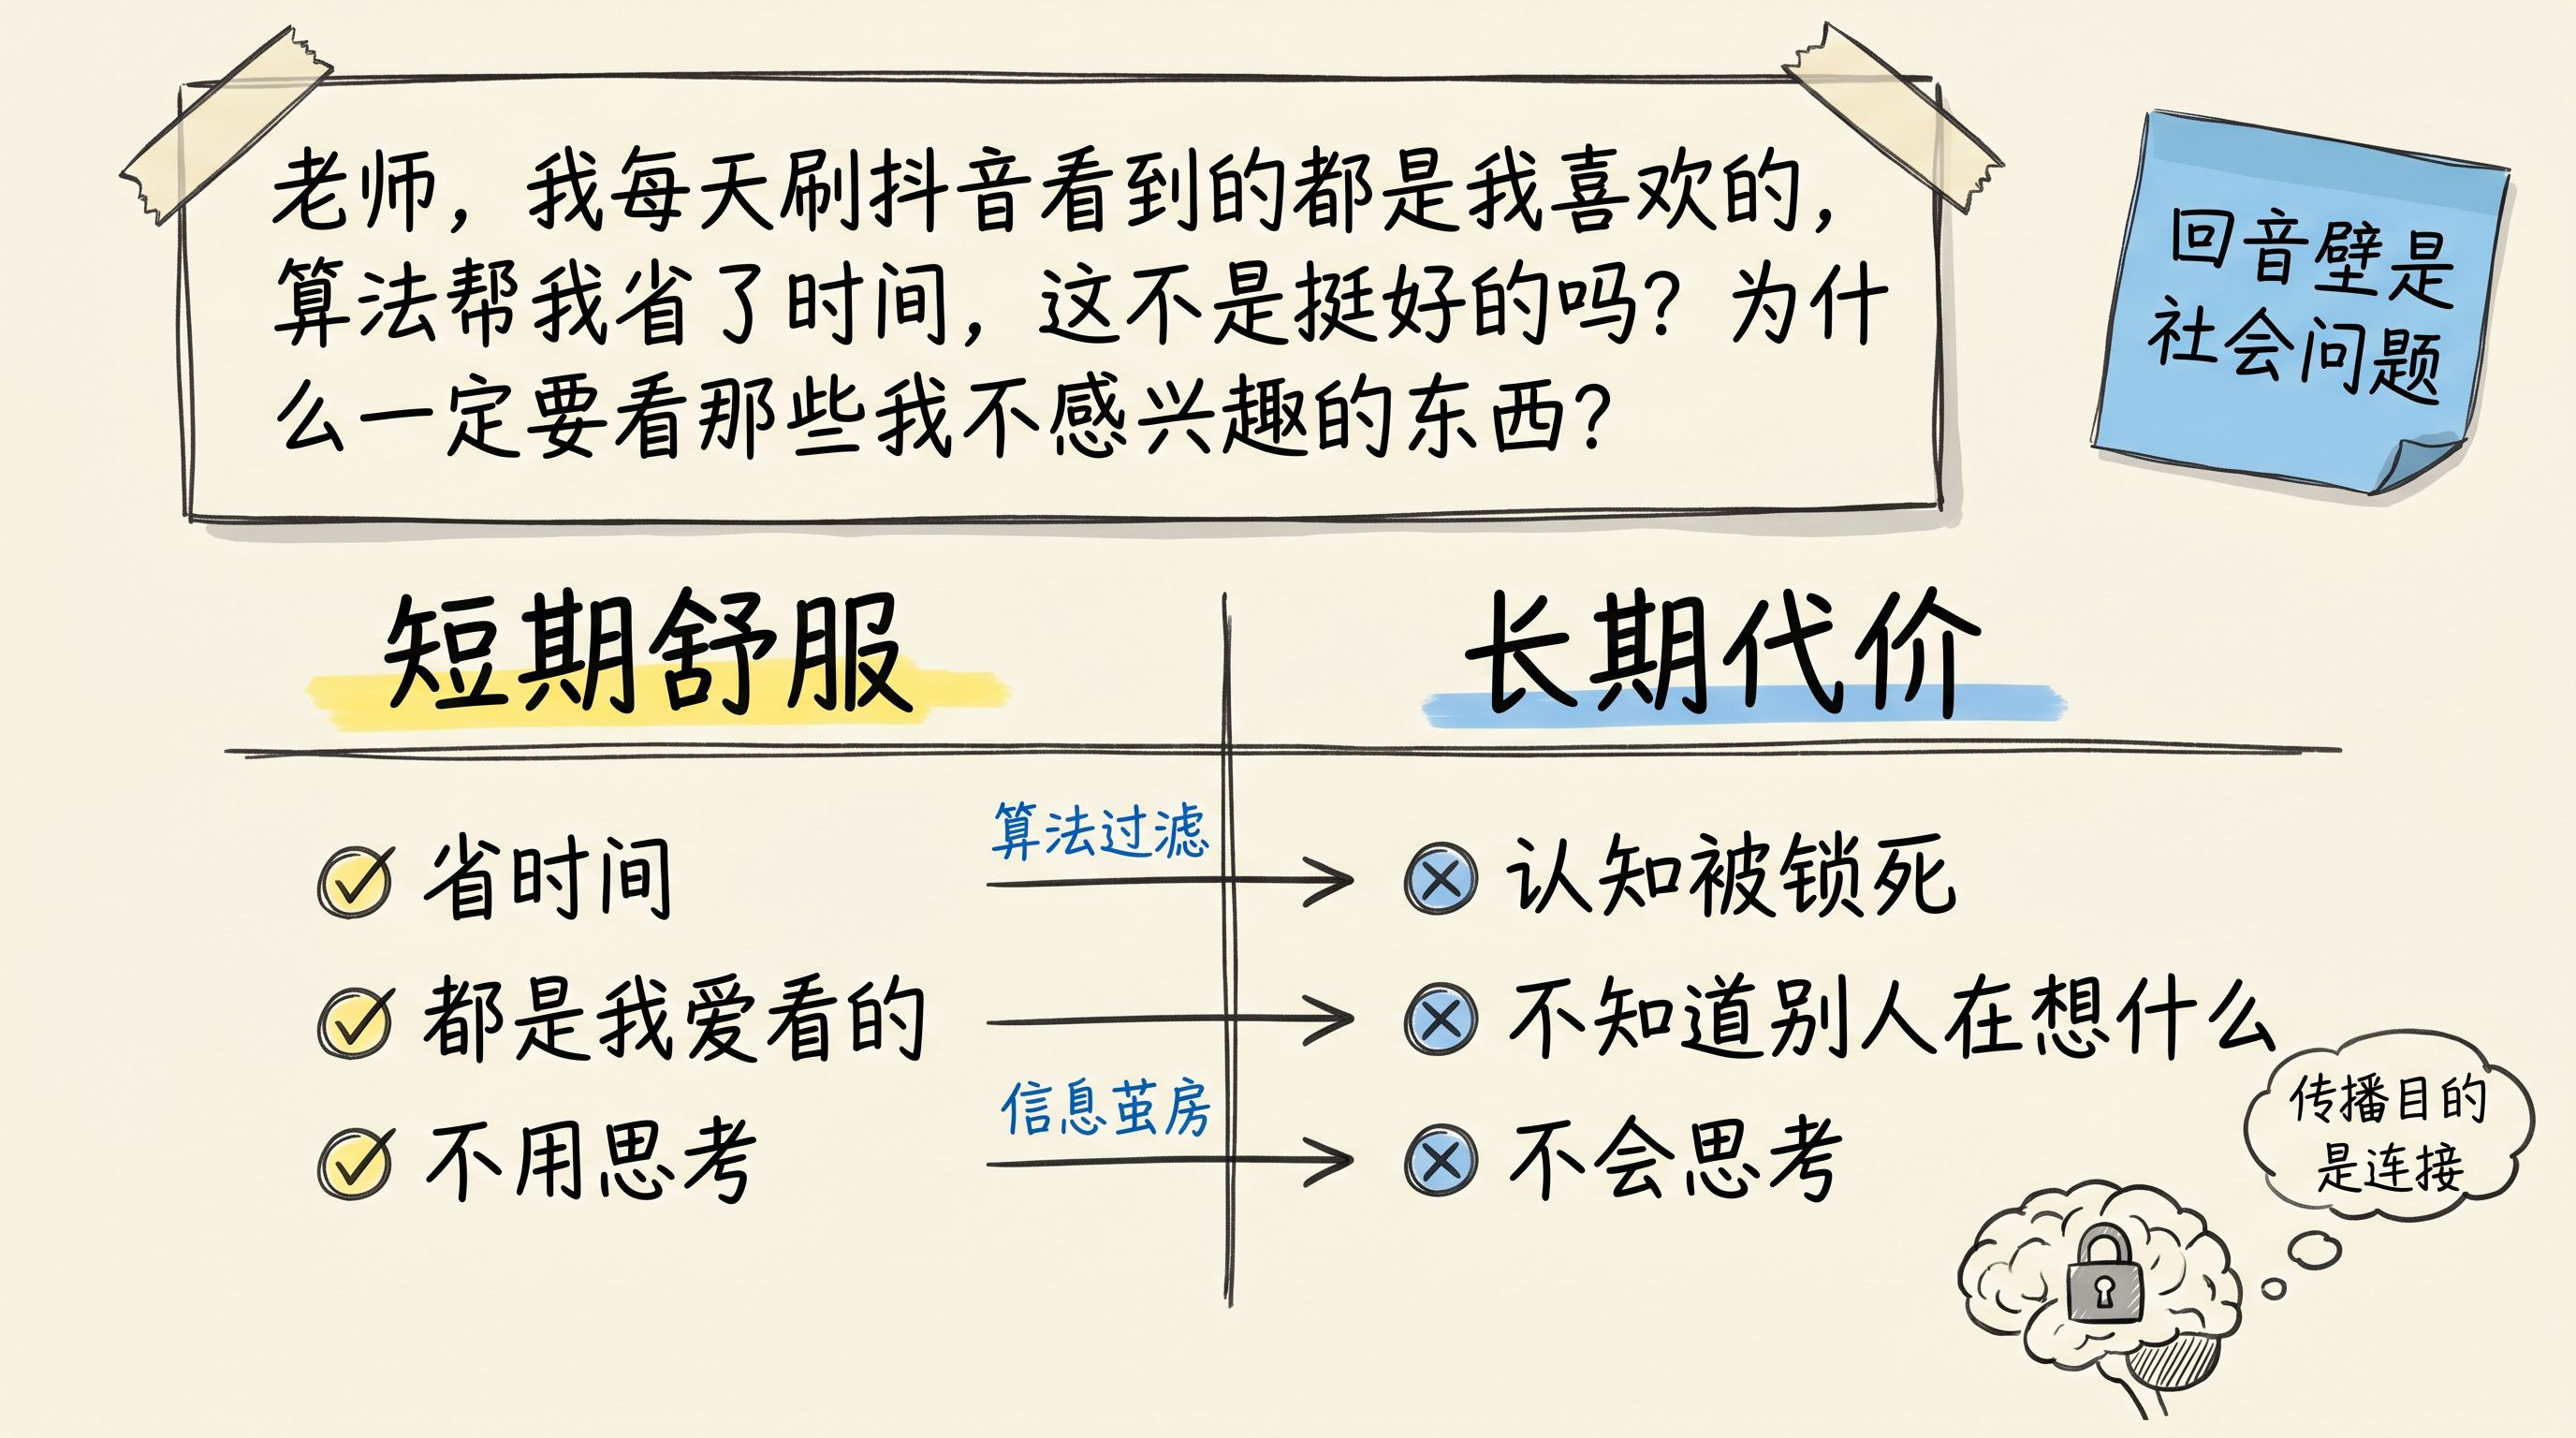 老师，我每天刷抖音看到的都是我喜欢的，
算法帮我省了时间，这不是挺好的吗？为什
么一定要看那些我不感兴趣的东西？
回音壁是
社会问题
短期舒服
长期代价
省时间
算法过滤
认知被锁死
都是我爱看的
不知道别人在想什么
不用思考
信息茧房
不会思考
传播目的
是连接